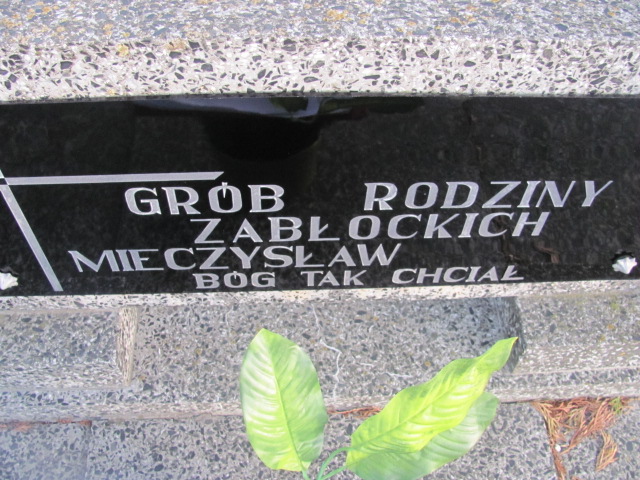 GRÓB RODZINY
ZABŁOCKICH
MIECZYSŁAW
BÓG TAK CHCIAŁ